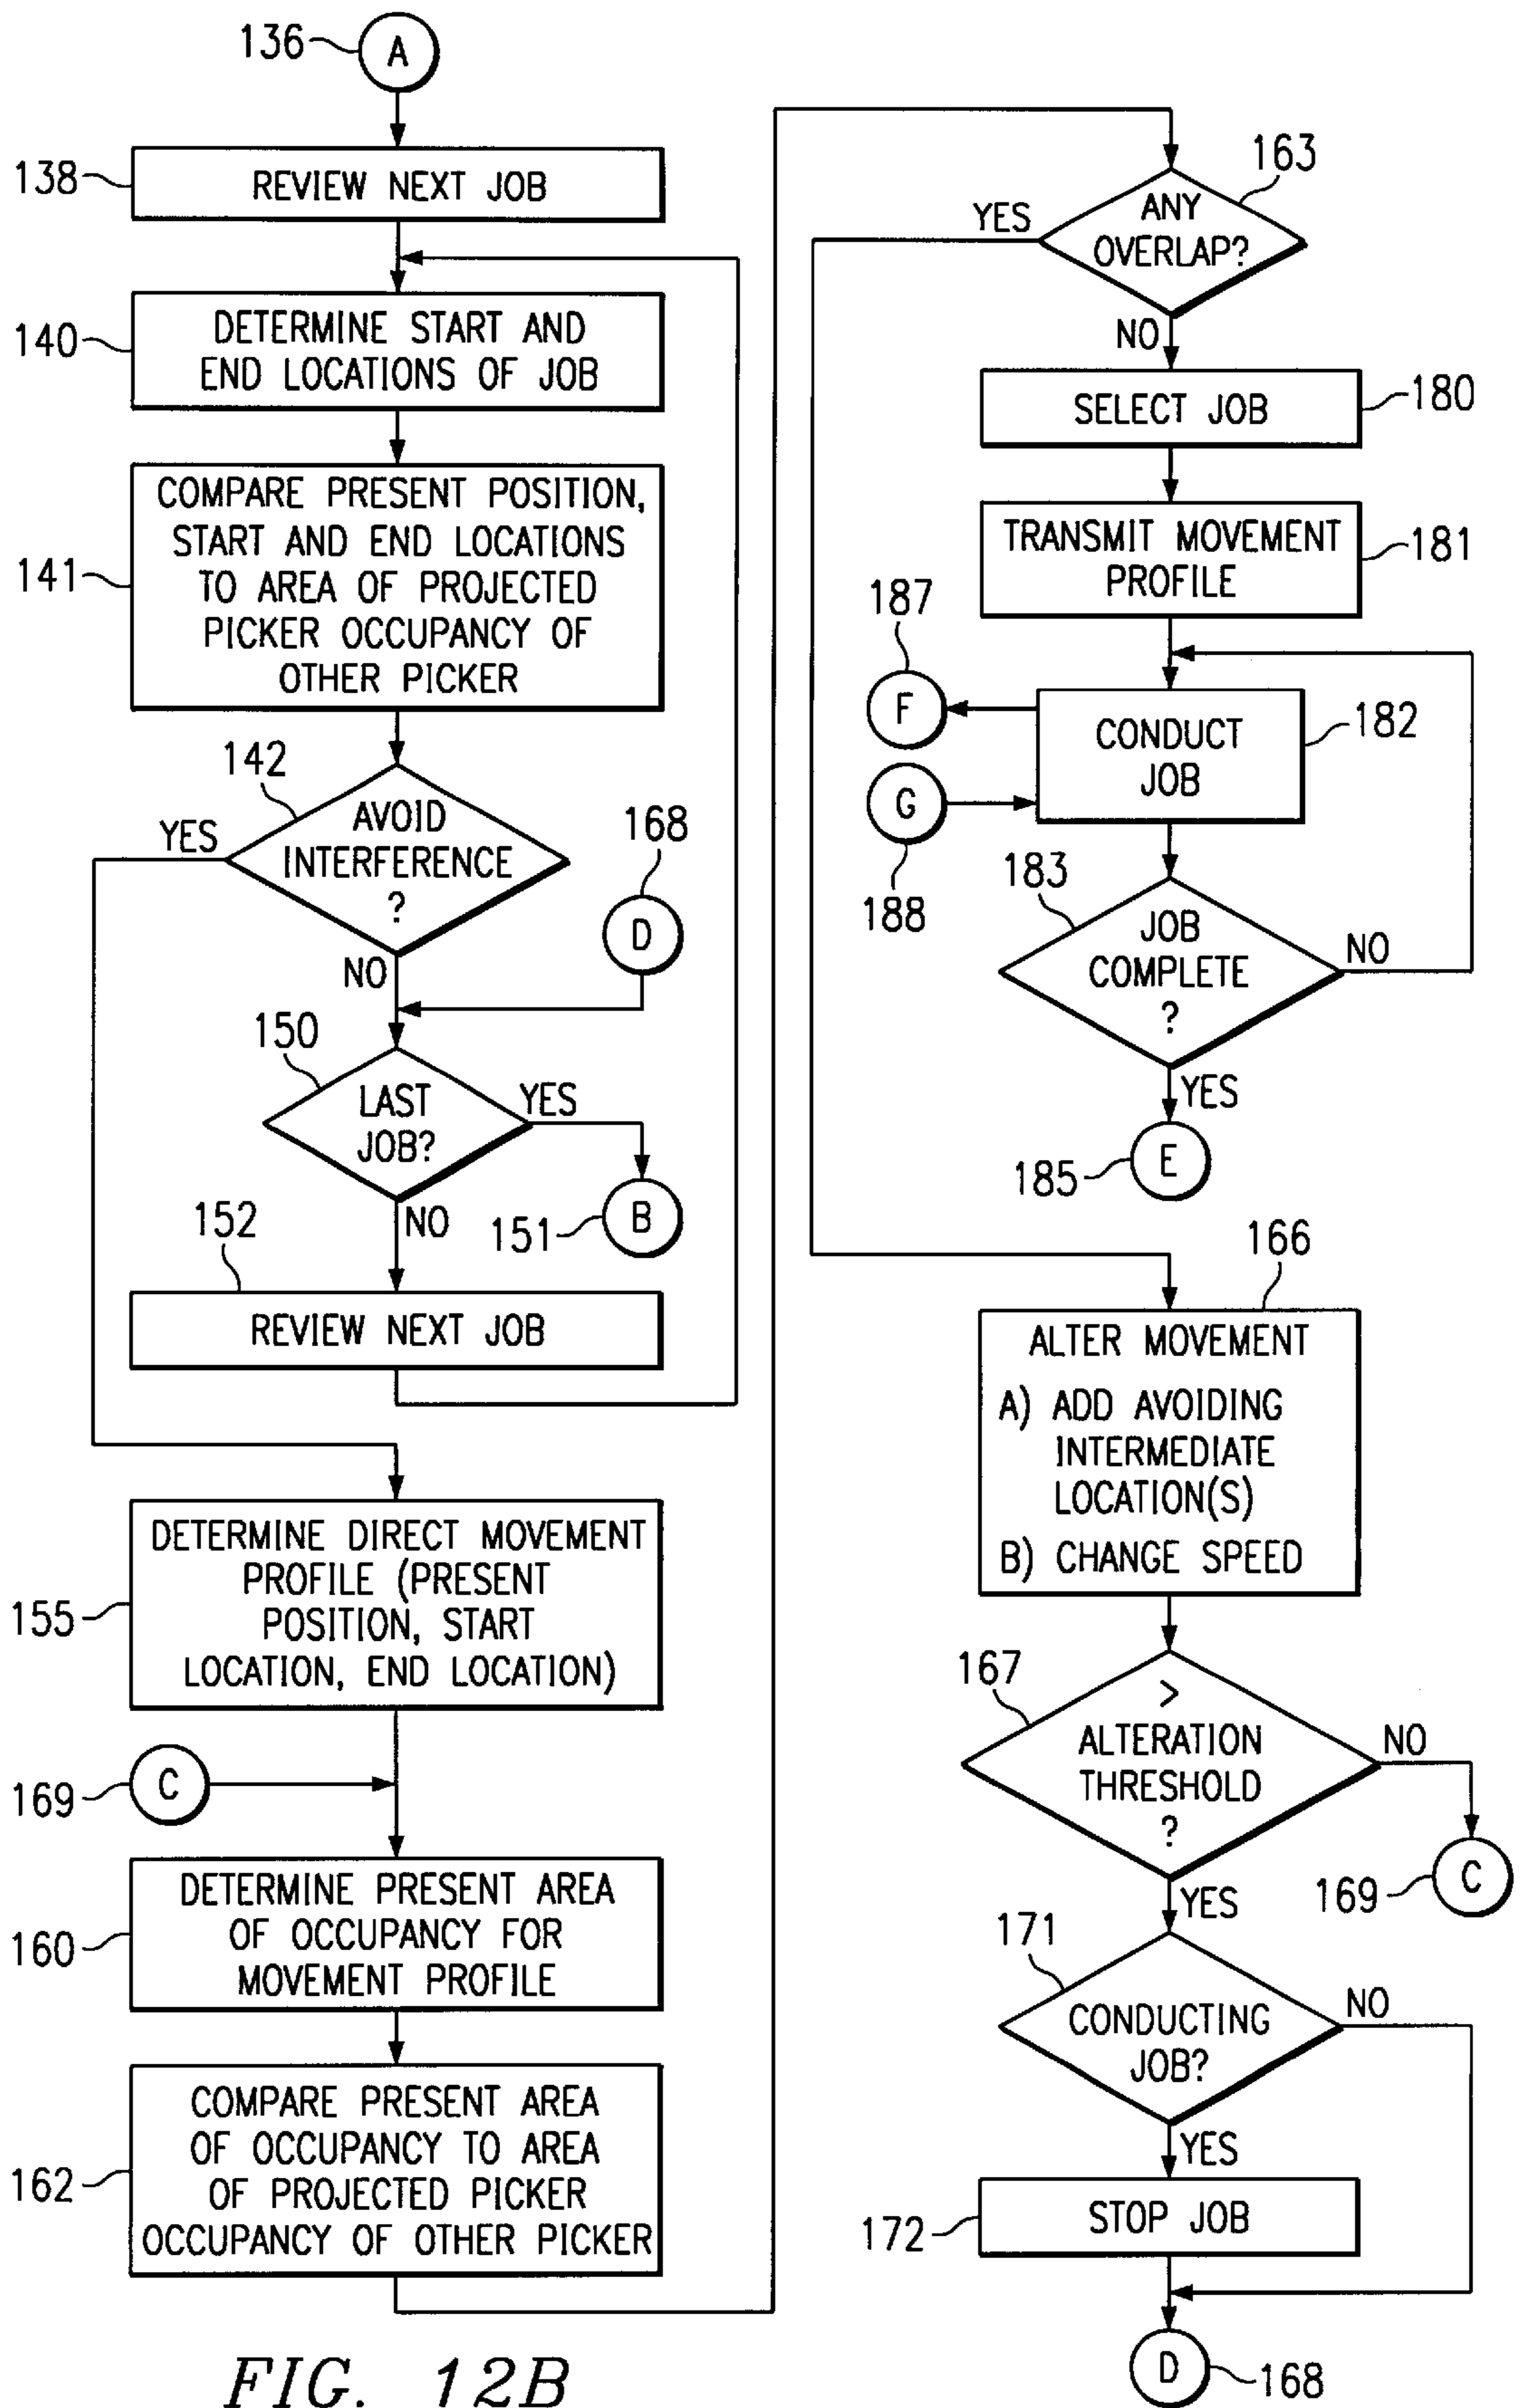 136
A
138
REVIEW NEXT JOB
140
DETERMINE START AND
END LOCATIONS OF JOB
141
COMPARE PRESENT POSITION,
START AND END LOCATIONS
TO AREA OF PROJECTED
PICKER OCCUPANCY OF
OTHER PICKER
142
YES
AVOID
INTERFERENCE
?
NO
168
D
150
LAST
JOB?
YES
NO
151
B
152
REVIEW NEXT JOB
155
DETERMINE DIRECT MOVEMENT
PROFILE (PRESENT
POSITION, START
LOCATION, END LOCATION)
169
C
160
DETERMINE PRESENT AREA
OF OCCUPANCY FOR
MOVEMENT PROFILE
162
COMPARE PRESENT AREA
OF OCCUPANCY TO AREA
OF PROJECTED PICKER
OCCUPANCY OF OTHER PICKER
163
YES
ANY
OVERLAP?
NO
SELECT JOB
180
TRANSMIT MOVEMENT
PROFILE
181
187
F
CONDUCT
JOB
182
G
188
183
JOB
COMPLETE
?
NO
YES
185
E
166
ALTER MOVEMENT
A) ADD AVOIDING
INTERMEDIATE
LOCATION(S)
B) CHANGE SPEED
167
>
ALTERATION
THRESHOLD
?
NO
YES
169
C
171
CONDUCTING
JOB?
NO
YES
172
STOP JOB
D
168
FIG. 12B